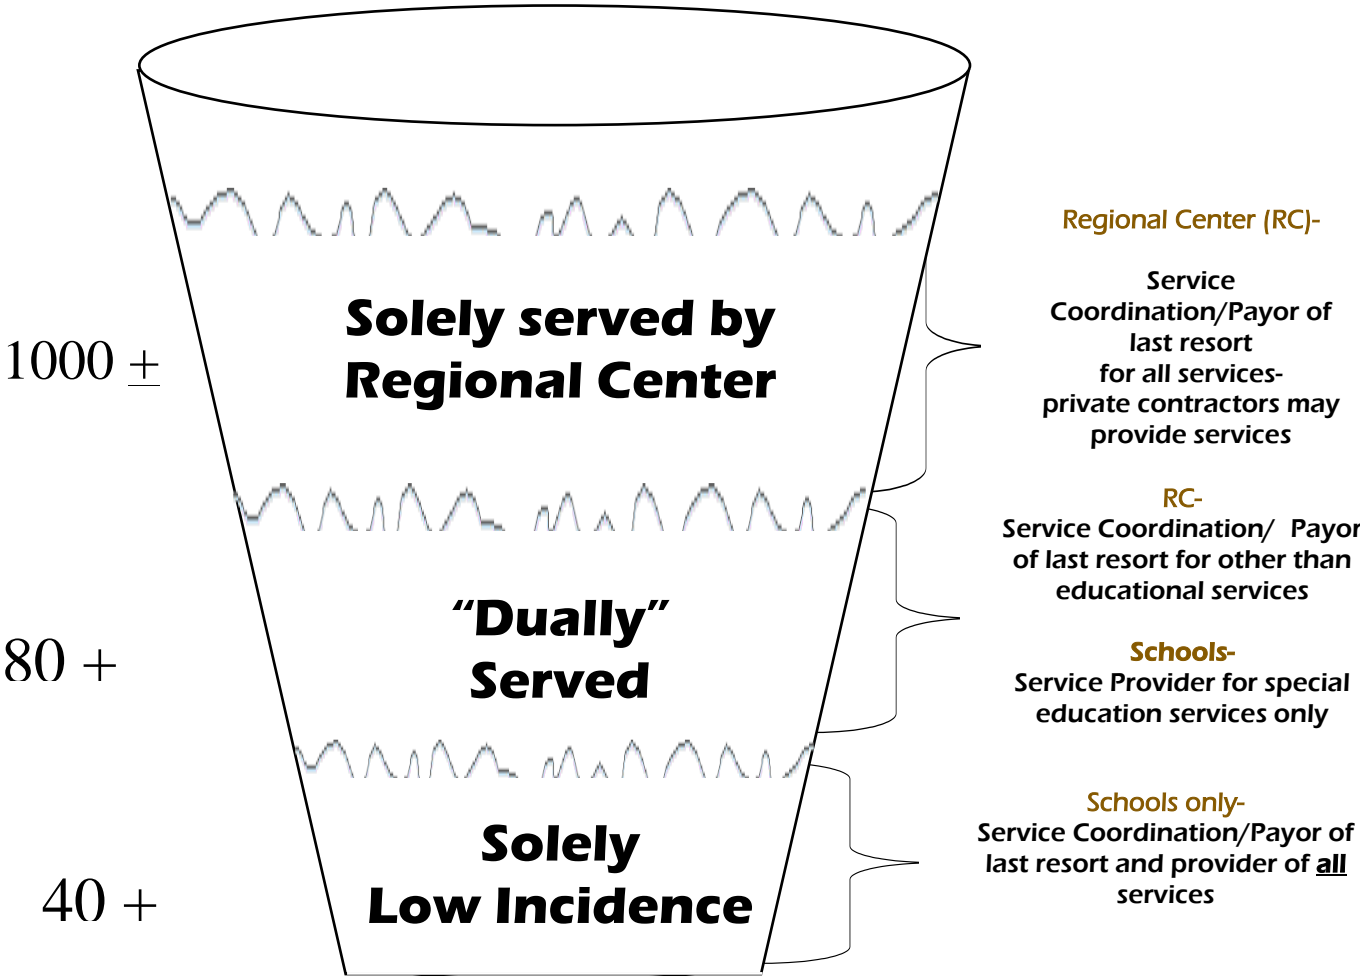 Solely served by
Regional Center
1000 +
“Dually”
Served
80 +
Solely
Low Incidence
40 +
Regional Center (RC)-
Service
Coordination/Payor of
last resort
for all services-
private contractors may
provide services
RC-
Service Coordination/ Payor
of last resort for other than
educational services
Schools-
Service Provider for special
education services only
Schools only-
Service Coordination/Payor of
last resort and provider of all
services